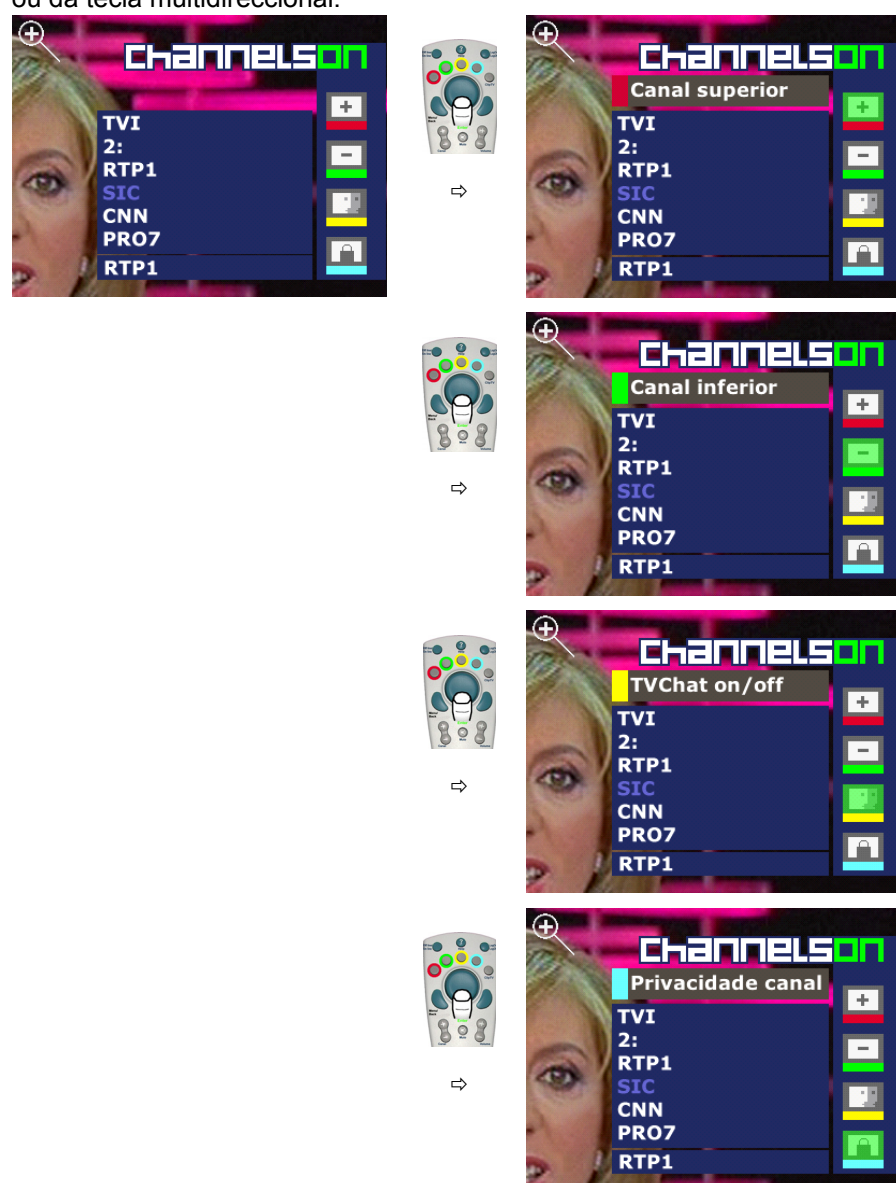 ou da tecla multidireccional.
channelson
TVI
2:
RTP1
SIC
CNN
PRO7
RTP1
⇨
channelson
Canal superior
TVI
2:
RTP1
SIC
CNN
PRO7
RTP1
⇨
channelson
Canal inferior
TVI
2:
RTP1
SIC
CNN
PRO7
RTP1
⇨
channelson
TVChat on/off
TVI
2:
RTP1
SIC
CNN
PRO7
RTP1
⇨
channelson
Privacidade canal
TVI
2:
RTP1
SIC
CNN
PRO7
RTP1